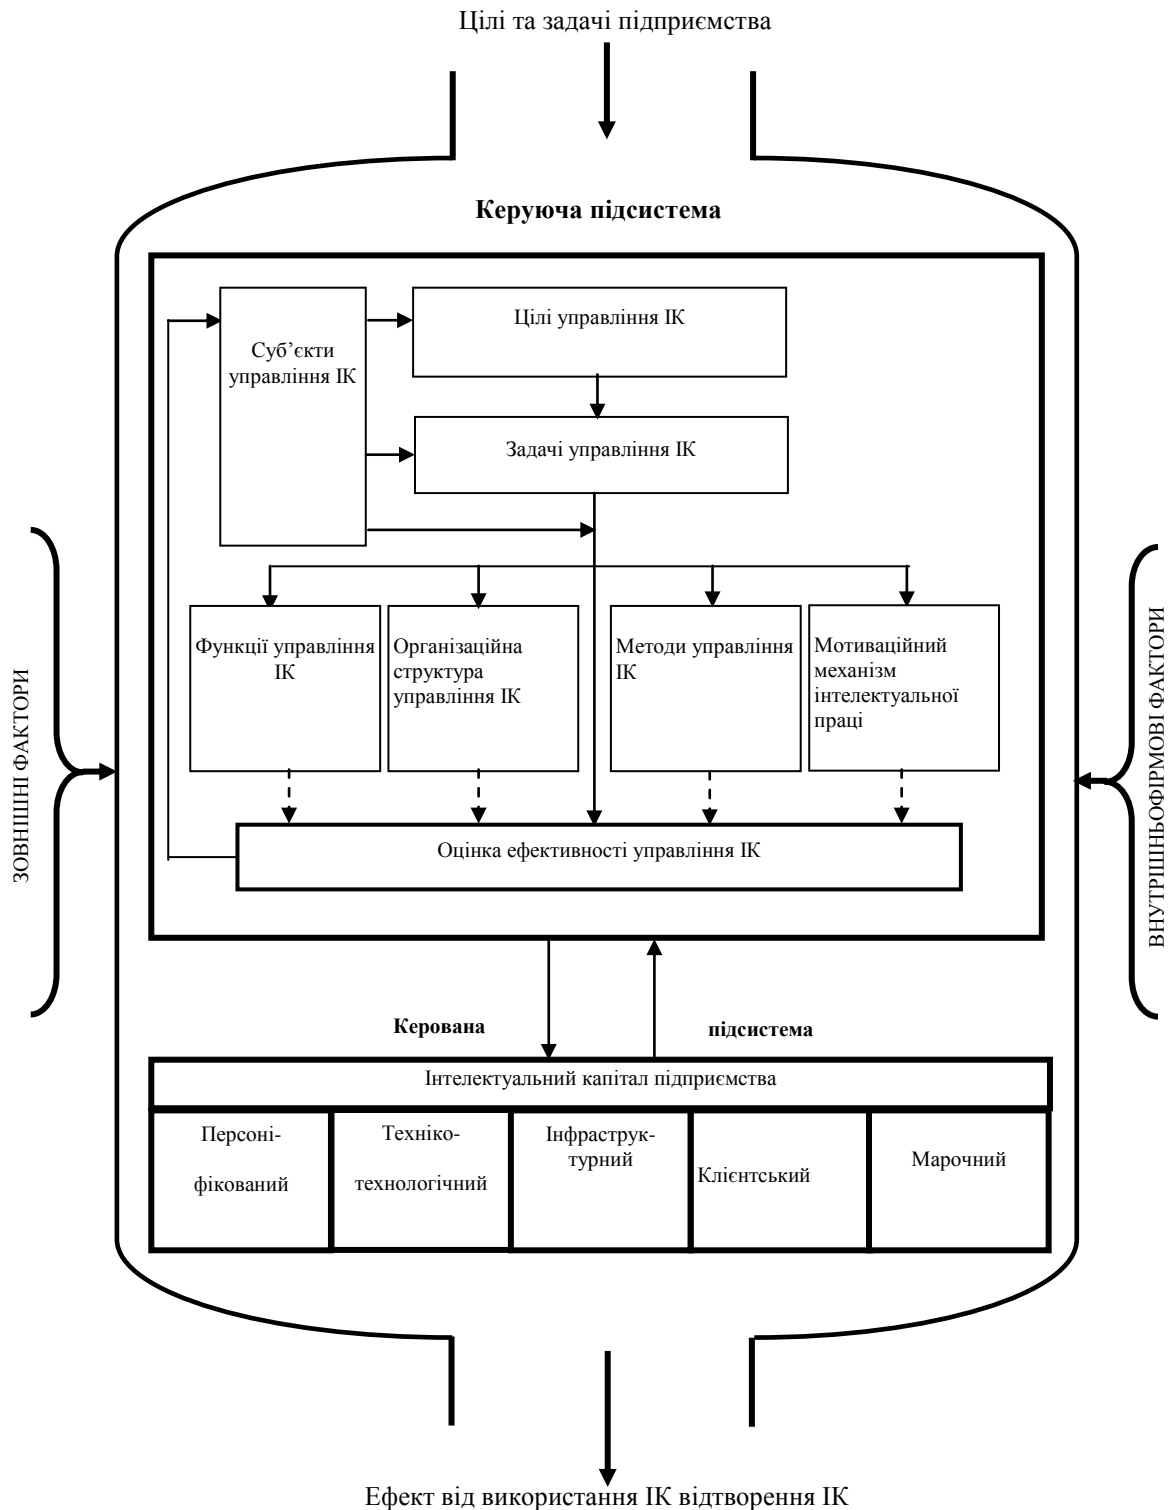 Цілі та задачі підприємства
Керуюча підсистема
Суб’єкти
управління ІК
Цілі управління ІК
Задачі управління ІК
Функції управління
ІК
Організаційна
структура
управління ІК
Методи управління
ІК
Мотиваційний
механізм
інтелектуальної
праці
Оцінка ефективності управління ІК
ЗОВНІШНІ ФАКТОРИ
ВНУТРІШНЬОФІРМОВІ ФАКТОРИ
Керована підсистема
Інтелектуальний капітал підприємства
Персоні-
фікований
Техніко-
технологічний
Інфраструк-
турний
Клієнтський
Марочний
Ефект від використання ІК відтворення ІК